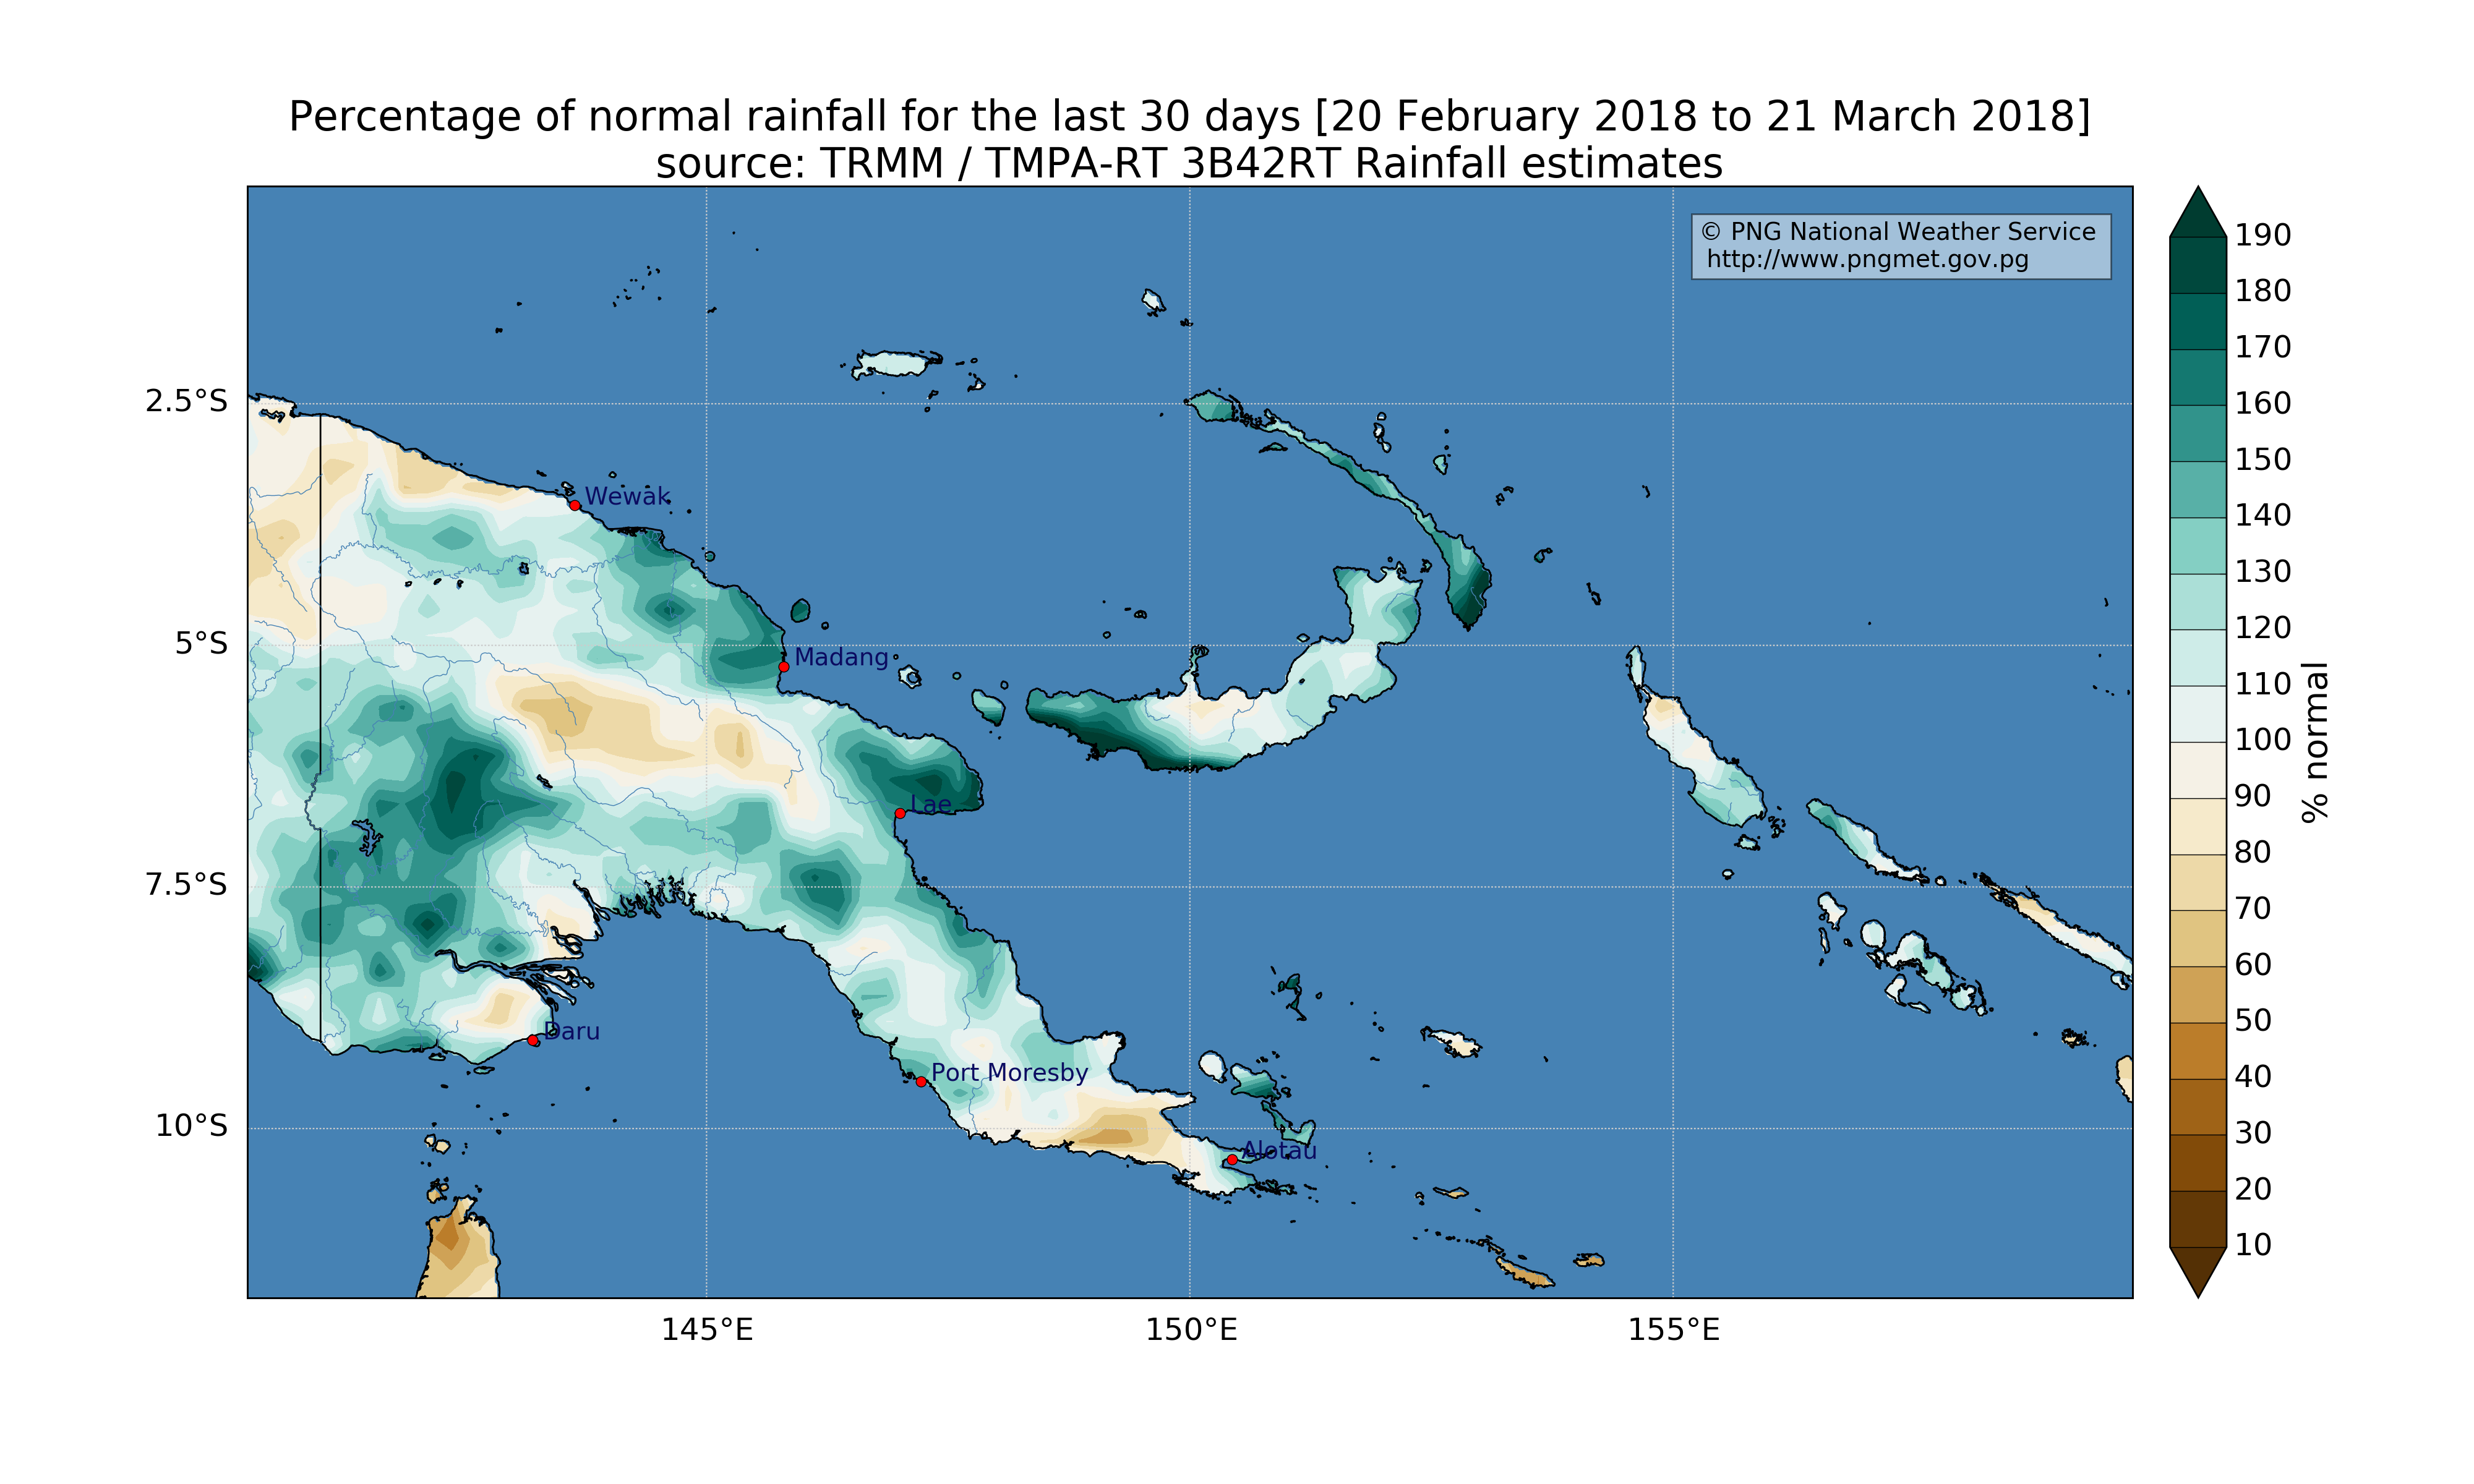 Percentage of normal rainfall for the last 30 days [20 February 2018 to 21 March 2018]
source: TRMM / TMPA-RT 3B42RT Rainfall estimates
© PNG National Weather Service
http://www.pngmet.gov.pg
2.5°S
5°S
7.5°S
10°S
145°E
150°E
155°E
Wewak
Madang
Lae
Daru
Port Moresby
Alotau
190
180
170
160
150
140
130
120
110
100
90
80
70
60
50
40
30
20
10
% normal